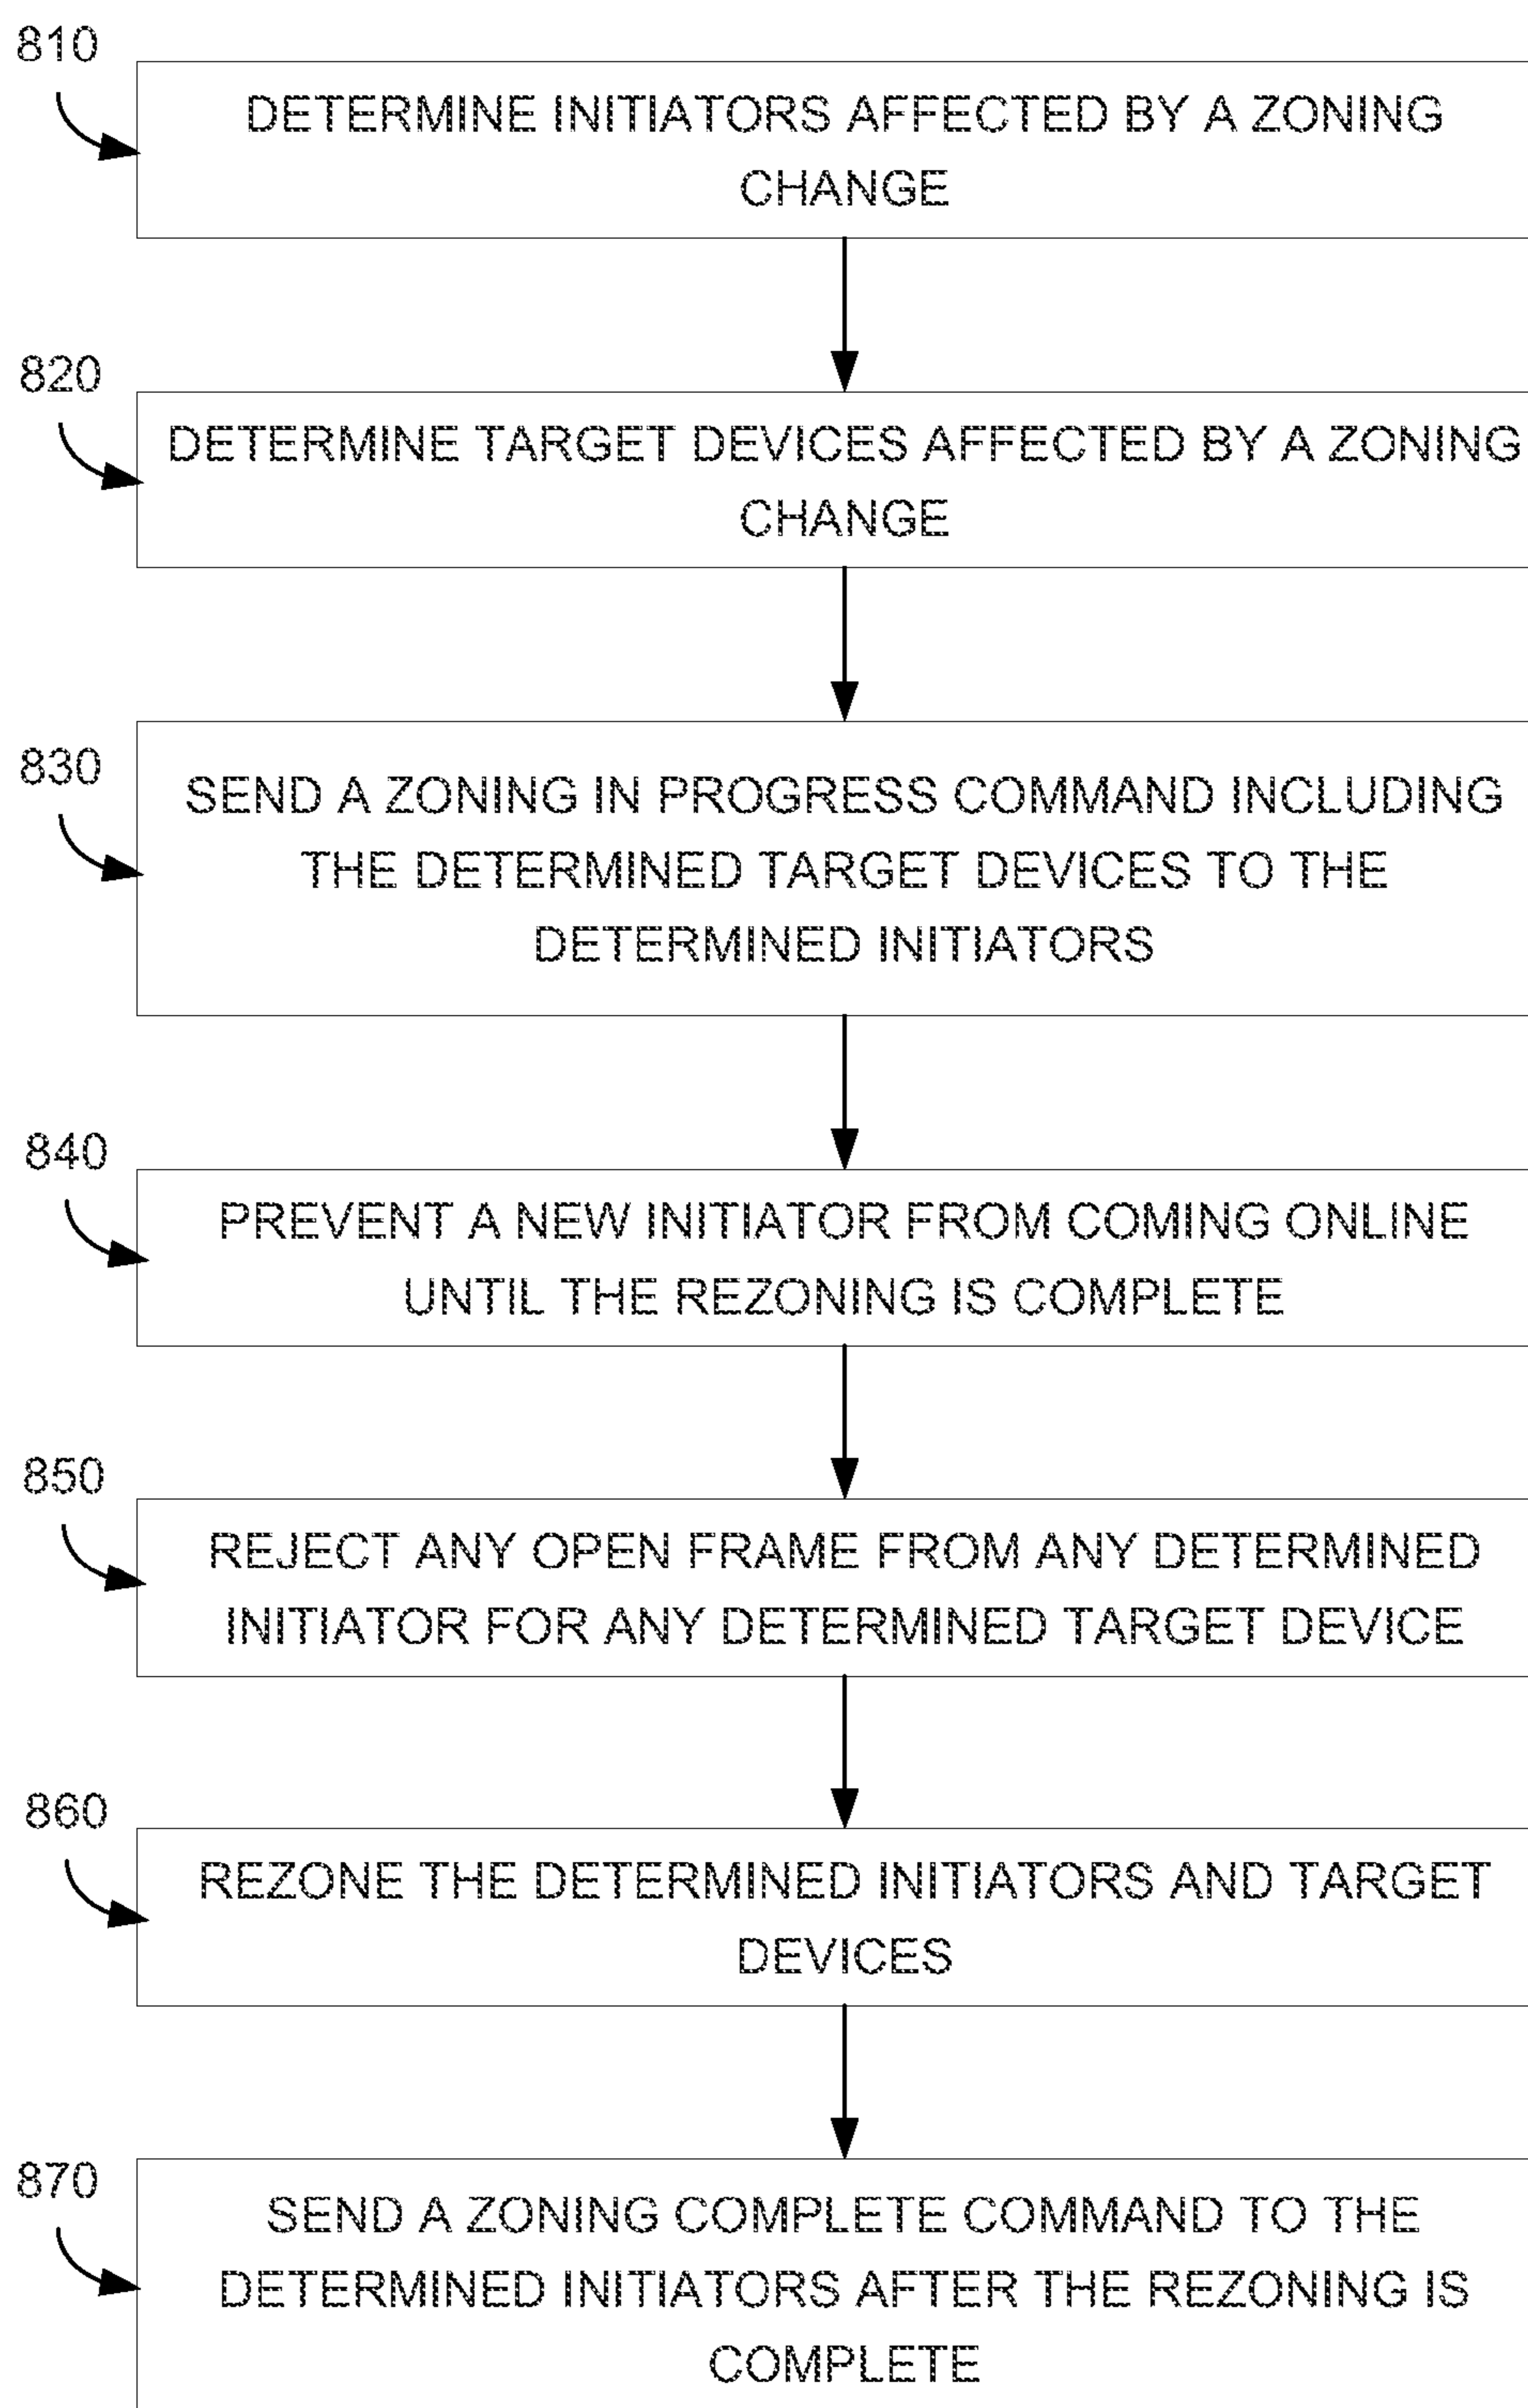 810
DETERMINE INITIATORS AFFECTED BY A ZONING
CHANGE
820
DETERMINE TARGET DEVICES AFFECTED BY A ZONING
CHANGE
830
SEND A ZONING IN PROGRESS COMMAND INCLUDING
THE DETERMINED TARGET DEVICES TO THE
DETERMINED INITIATORS
840
PREVENT A NEW INITIATOR FROM COMING ONLINE
UNTIL THE REZONING IS COMPLETE
850
REJECT ANY OPEN FRAME FROM ANY DETERMINED
INITIATOR FOR ANY DETERMINED TARGET DEVICE
860
REZONE THE DETERMINED INITIATORS AND TARGET
DEVICES
870
SEND A ZONING COMPLETE COMMAND TO THE
DETERMINED INITIATORS AFTER THE REZONING IS
COMPLETE